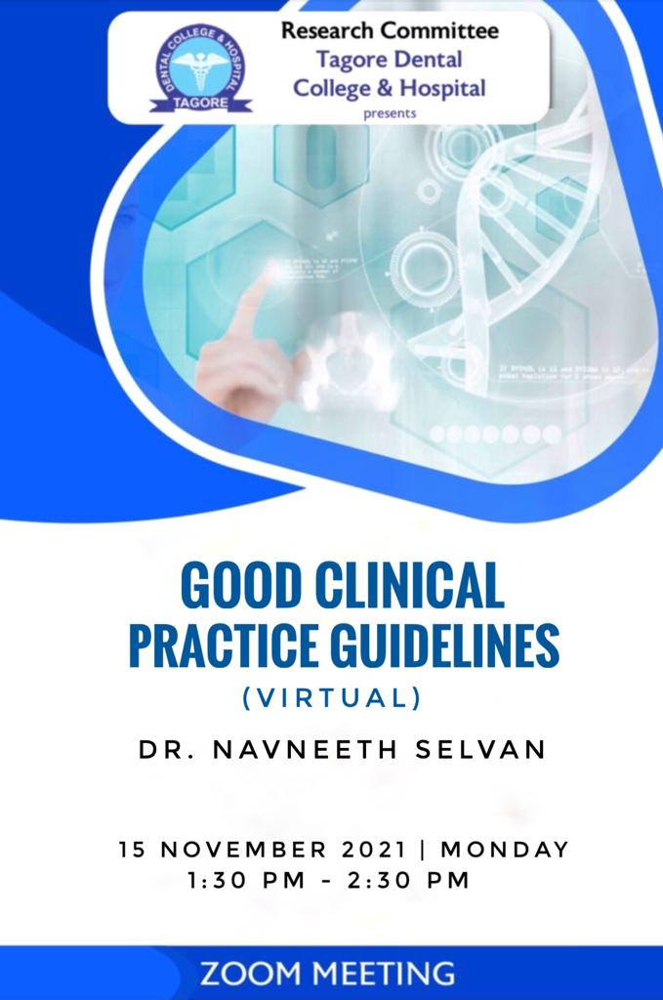 DENTAL COLLEGE & HOSPITAL
TAGORE
Research Committee
Tagore Dental
College & Hospital
presents
GOOD CLINICAL
PRACTICE GUIDELINES
(VIRTUAL)
DR. NAVNEETH SELVAN
15 NOVEMBER 2021 | MONDAY
1:30 PM - 2:30 PM
ZOOM MEETING